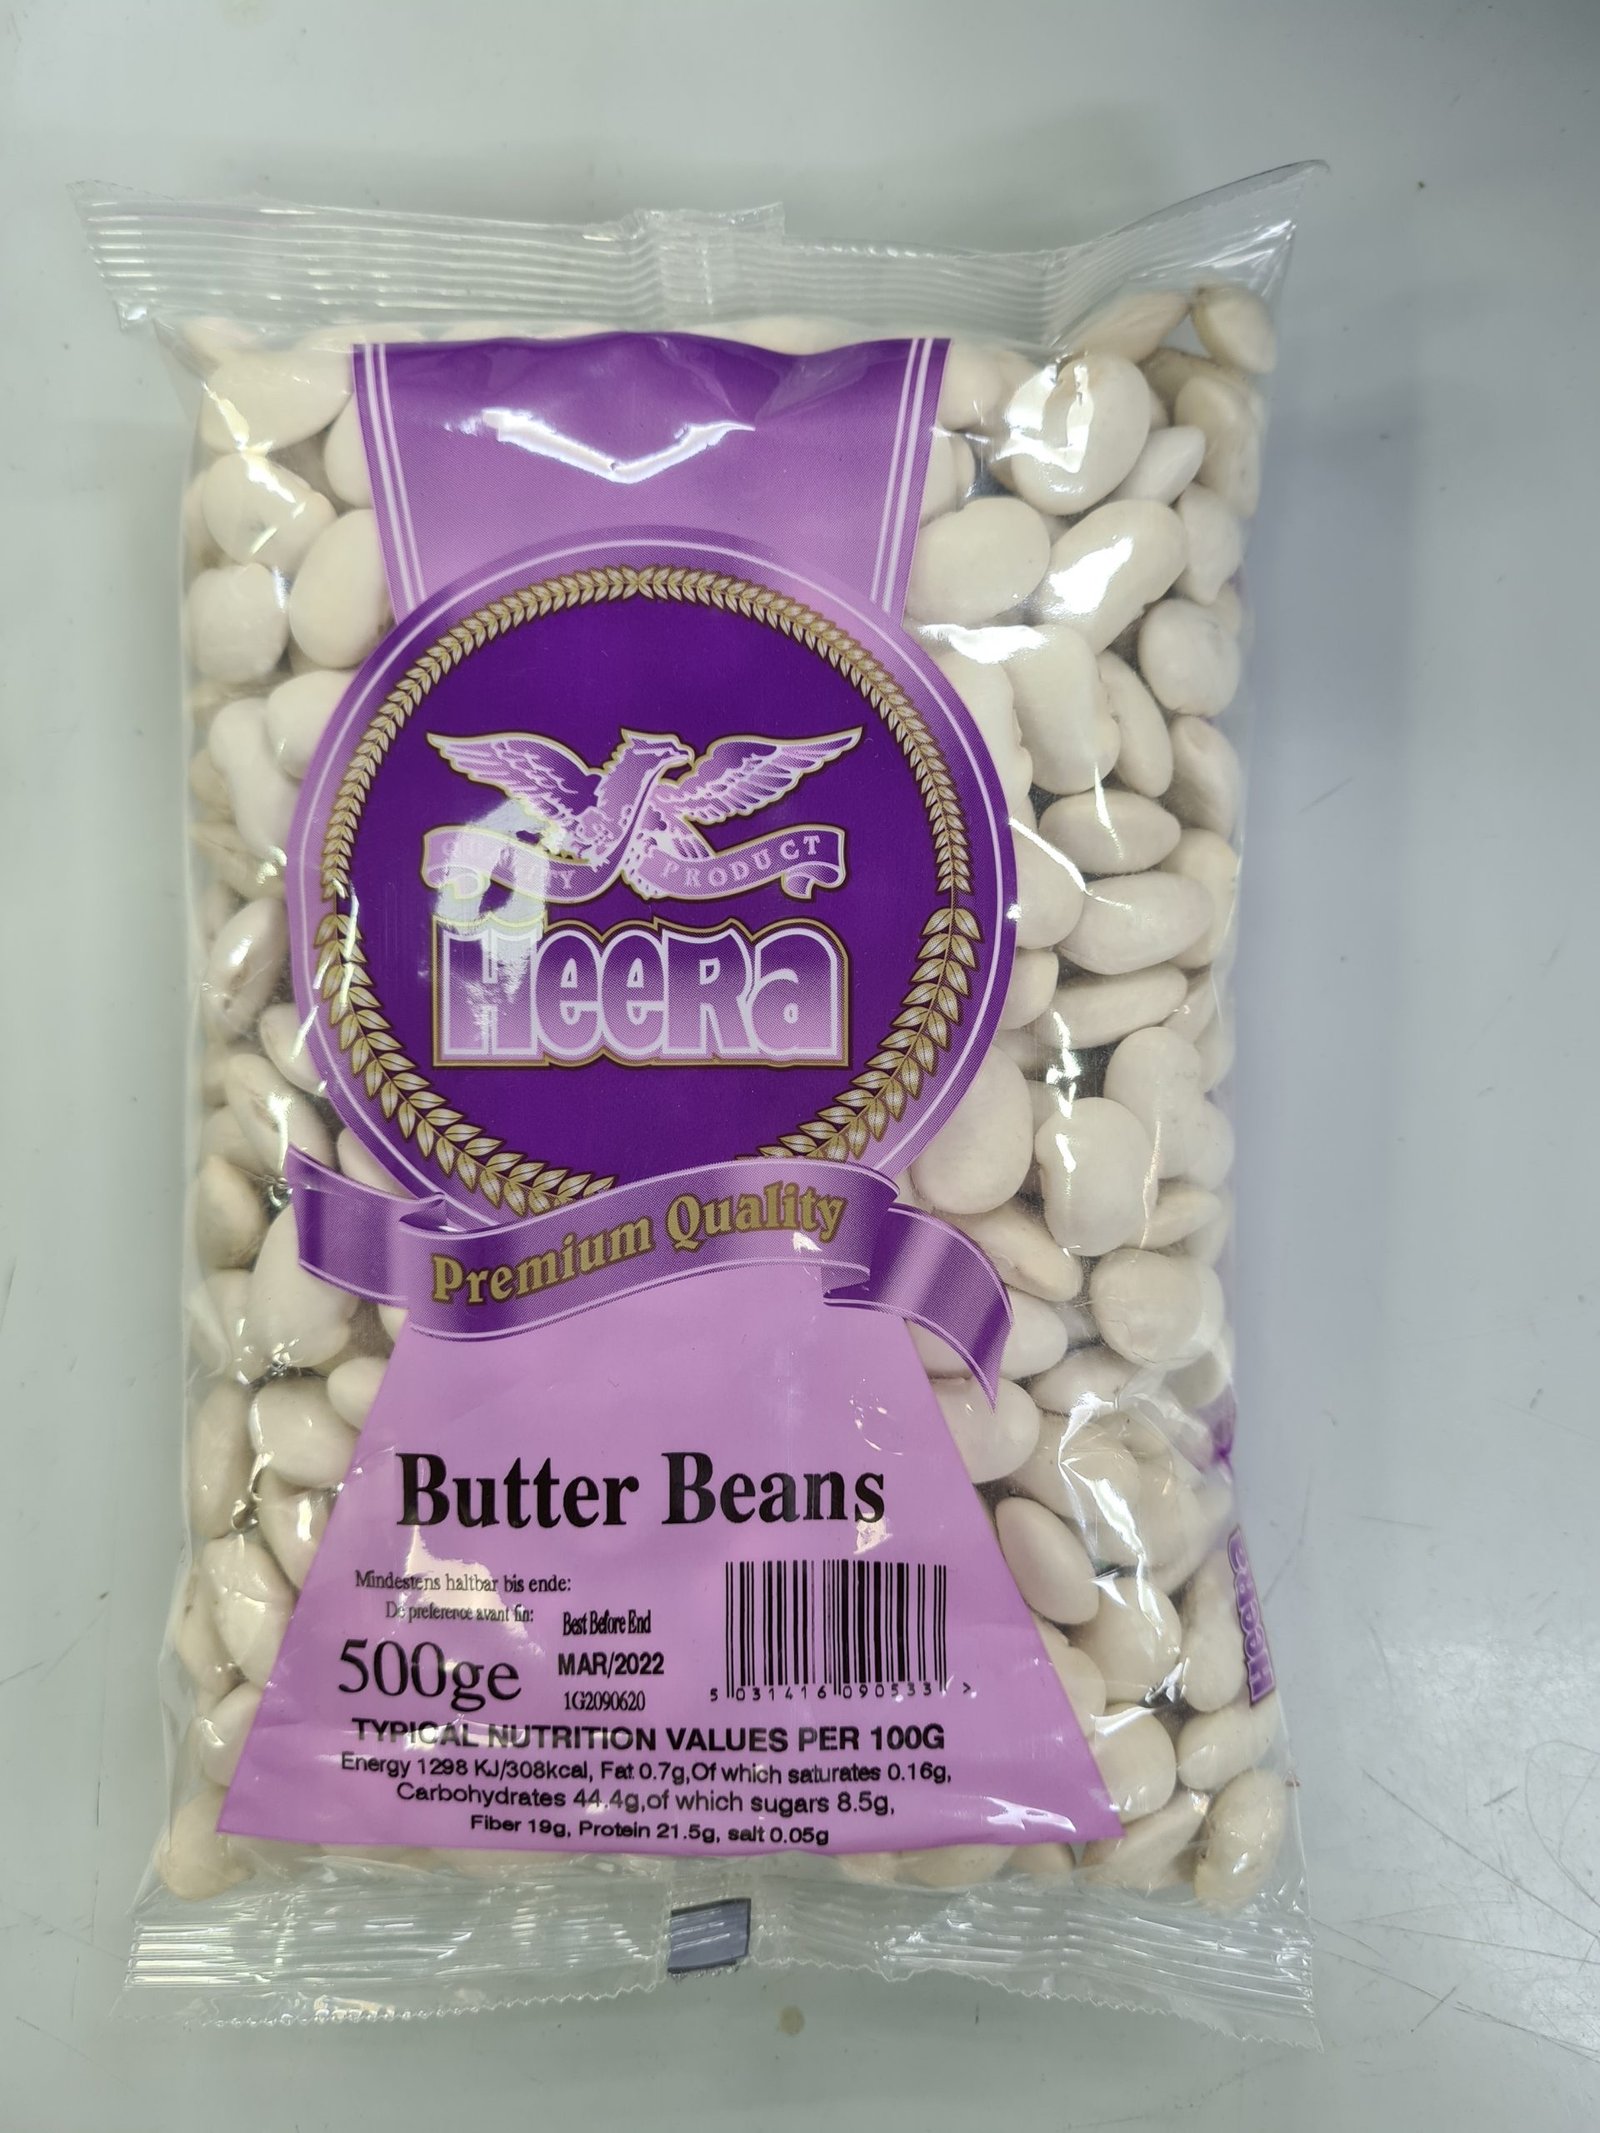 QUALITY PRODUCT
HeeRa
Premium Quality
Butter Beans
Mindestens haltbar bis ende:
De preference avant fin:
Best Before End
500ge
MAR/2022
1G2090620
5 031416 090533 >
TYPICAL NUTRITION VALUES PER 100G
Energy 1298 KJ/308kcal, Fat 0.7g,Of which saturates 0.16g,
Carbohydrates 44.4g,of which sugars 8.5g,
Fiber 19g, Protein 21.5g, salt 0.05g
HeeRa